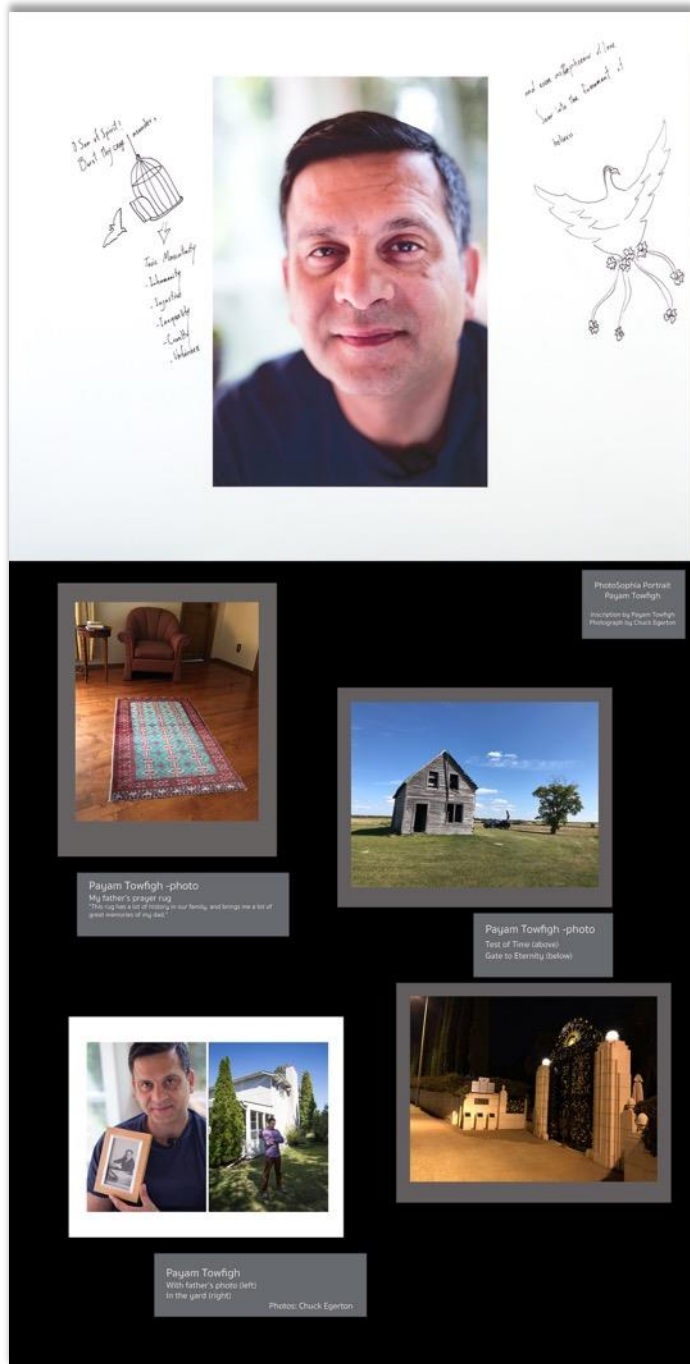 O Son of Spirit!
Burst thy cage
Toxic Masculinity
- Inhumanity
- Injustice
- Inequality
- Cruelty
and even as the phoenix of love
Soar into the firmament of
holiness
PhotoSophia Portrait
Payam Towfigh
Inscription by Payam Towfigh
Photograph by Chuck Egerton
Payam Towfigh -photo
My father's prayer rug
"This rug has a lot of history in our family, and brings me a lot of
great memories of my dad."
Payam Towfigh -photo
Test of Time (above)
Gate to Eternity (below)
Payam Towfigh
With father's photo (left)
In the yard (right)
Photos: Chuck Egerton